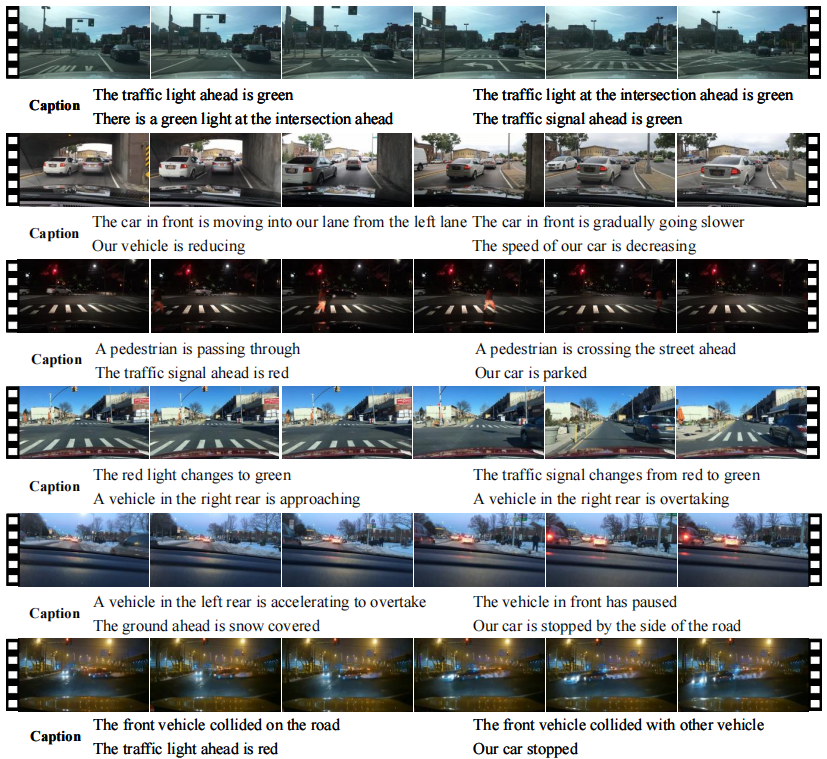 The traffic light ahead is green
The traffic light at the intersection ahead is green
Caption
There is a green light at the intersection ahead
The traffic signal ahead is green
The car in front is moving into our lane from the left lane
The car in front is gradually going slower
Caption
Our vehicle is reducing
The speed of our car is decreasing
A pedestrian is passing through
A pedestrian is crossing the street ahead
Caption
The traffic signal ahead is red
Our car is parked
The red light changes to green
The traffic signal changes from red to green
Caption
A vehicle in the right rear is approaching
A vehicle in the right rear is overtaking
A vehicle in the left rear is accelerating to overtake
The vehicle in front has paused
Caption
The ground ahead is snow covered
Our car is stopped by the side of the road
The front vehicle collided on the road
The front vehicle collided with other vehicle
Caption
The traffic light ahead is red
Our car stopped